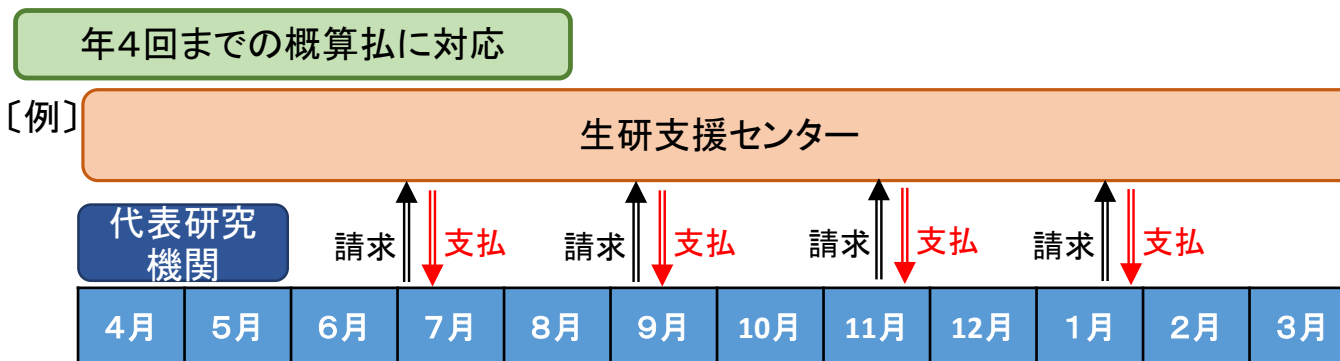 年4回までの概算払に対応
〔例〕
生研支援センター
代表研究
機関
請求 支払 請求 支払 請求 支払 請求 支払
4月 5月 6月 7月 8月 9月 10月 11月 12月 1月 2月 3月